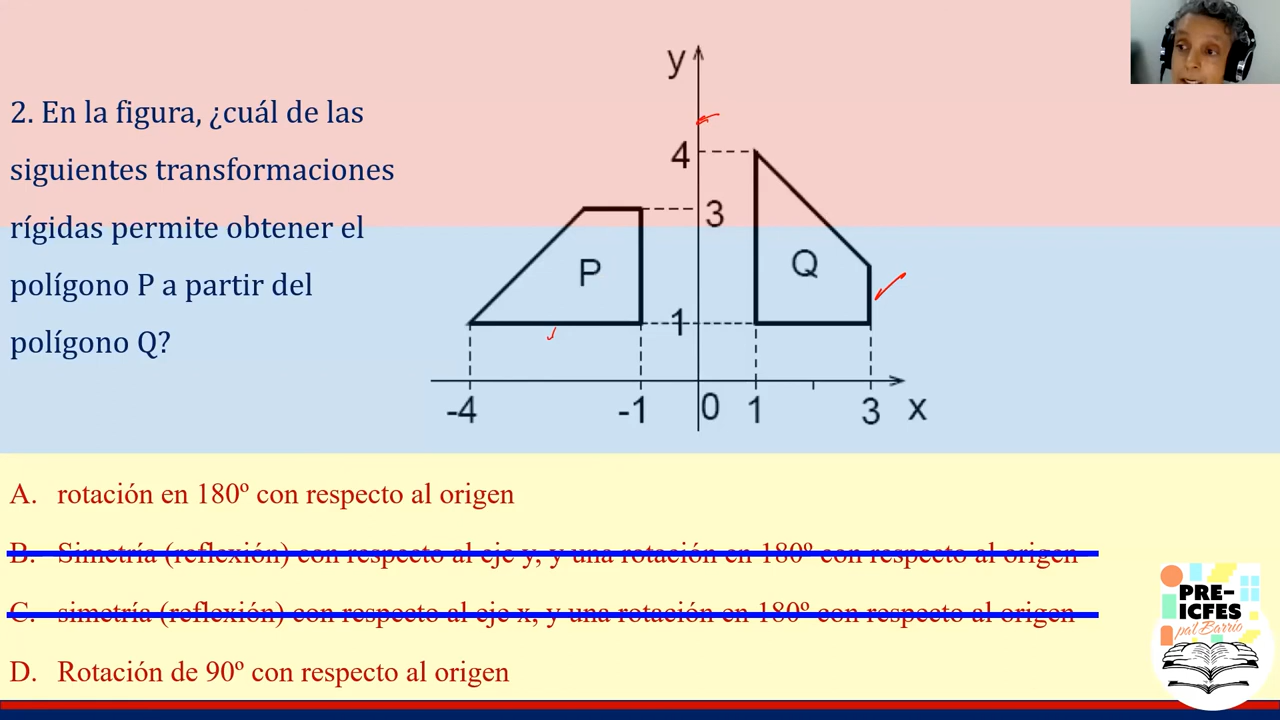 2. En la figura, ¿cuál de las
siguientes transformaciones
rígidas permite obtener el
polígono P a partir del
polígono Q?
y
4
3
P
Q
1
-4
-1
0
1
3
x
A. rotación en 180º con respecto al origen
B. Simetría (reflexión) con respecto al eje y, y una rotación en 180º con respecto al origen
C. simetría (reflexión) con respecto al eje x, y una rotación en 180º con respecto al origen
D. Rotación de 90º con respecto al origen
PRE-
ICFES
pa'l Barrio